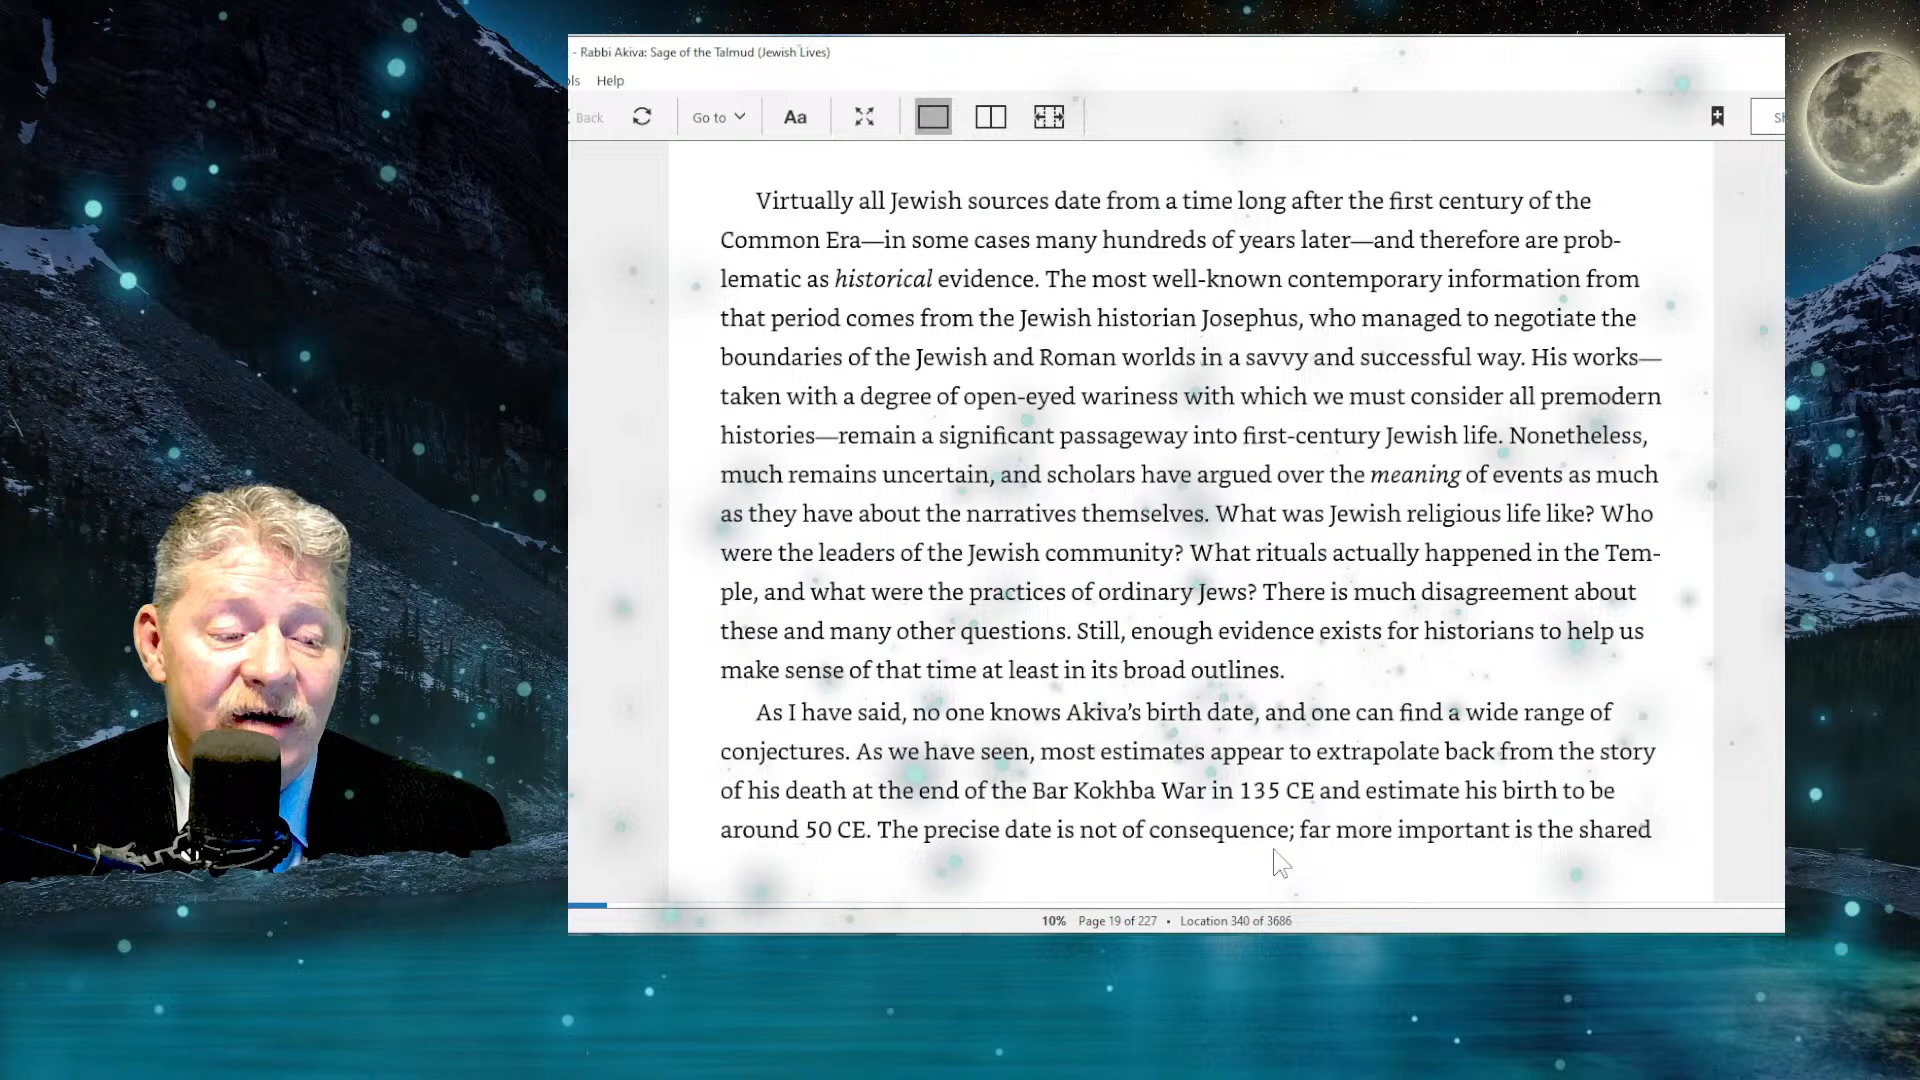 - Rabbi Akiva: Sage of the Talmud (Jewish Lives)
ols Help
Back Go to Aa
Virtually all Jewish sources date from a time long after the first century of the
Common Era—in some cases many hundreds of years later—and therefore are prob-
lematic as historical evidence. The most well-known contemporary information from
that period comes from the Jewish historian Josephus, who managed to negotiate the
boundaries of the Jewish and Roman worlds in a savvy and successful way. His works—
taken with a degree of open-eyed wariness with which we must consider all premodern
histories—remain a significant passageway into first-century Jewish life. Nonetheless,
much remains uncertain, and scholars have argued over the meaning of events as much
as they have about the narratives themselves. What was Jewish religious life like? Who
were the leaders of the Jewish community? What rituals actually happened in the Tem-
ple, and what were the practices of ordinary Jews? There is much disagreement about
these and many other questions. Still, enough evidence exists for historians to help us
make sense of that time at least in its broad outlines.
As I have said, no one knows Akiva's birth date, and one can find a wide range of
conjectures. As we have seen, most estimates appear to extrapolate back from the story
of his death at the end of the Bar Kokhba War in 135 CE and estimate his birth to be
around 50 CE. The precise date is not of consequence; far more important is the shared
10% Page 19 of 227 • Location 340 of 3686